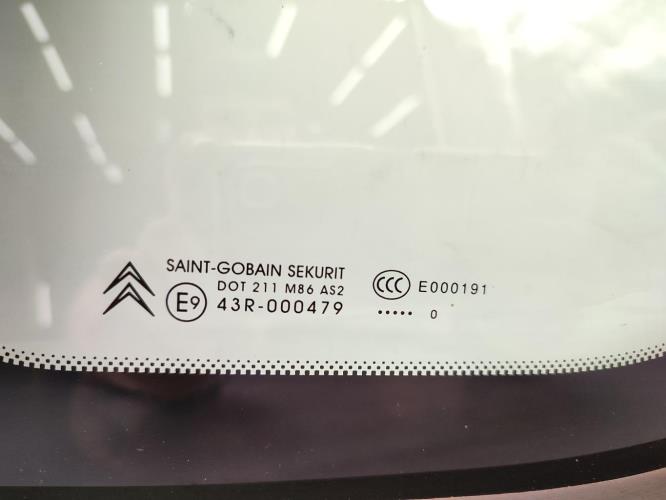 SAINT-GOBAIN SEKURIT
DOT 211 M86 AS2
E9 43R-000479
CCC E000191
..... 0